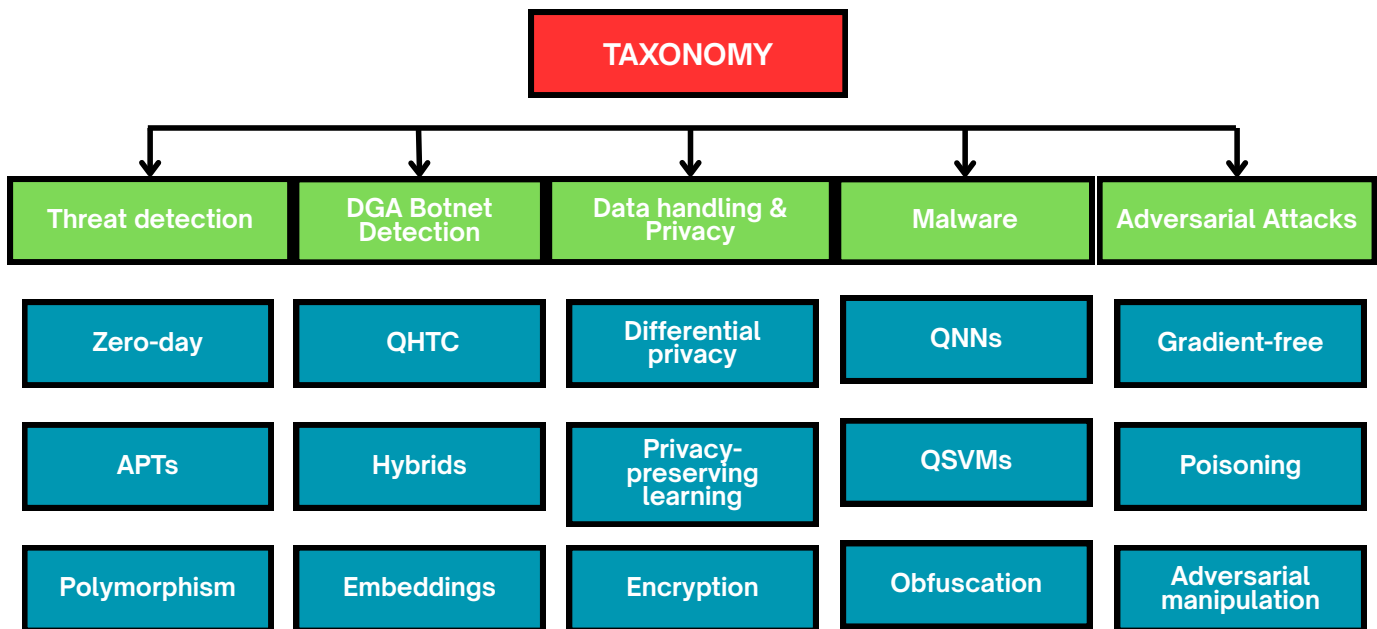 TAXONOMY
Threat detection
DGA Botnet
Detection
Data handling &
Privacy
Malware
Adversarial Attacks
Zero-day
QHTC
Differential
privacy
QNNs
Gradient-free
APTs
Hybrids
Privacy-
preserving
learning
QSVMs
Poisoning
Polymorphism
Embeddings
Encryption
Obfuscation
Adversarial
manipulation